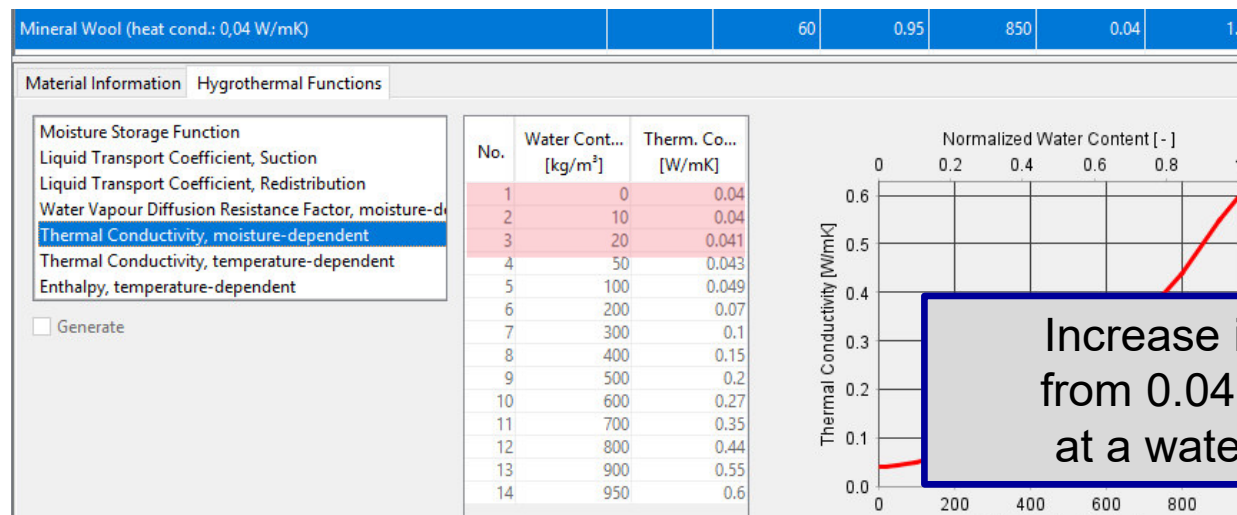 Mineral Wool (heat cond.: 0,04 W/mK) 60 0.95 850 0.04 1.
Material Information Hygrothermal Functions
Moisture Storage Function
Liquid Transport Coefficient, Suction
Liquid Transport Coefficient, Redistribution
Water Vapour Diffusion Resistance Factor, moisture-d
Thermal Conductivity, moisture-dependent
Thermal Conductivity, temperature-dependent
Enthalpy, temperature-dependent
Generate
No. Water Cont... Therm. Co...
[kg/m³] [W/mK]
1 0 0.04
2 10 0.04
3 20 0.041
4 50 0.043
5 100 0.049
6 200 0.07
7 300 0.1
8 400 0.15
9 500 0.2
10 600 0.27
11 700 0.35
12 800 0.44
13 900 0.55
14 950 0.6
Normalized Water Content [ - ]
0 0.2 0.4 0.6 0.8
Thermal Conductivity [W/mK]
0.6
0.5
0.4
0.3
0.2
0.1
0.0
0 200 400 600 800
Increase
from 0.04
at a wate